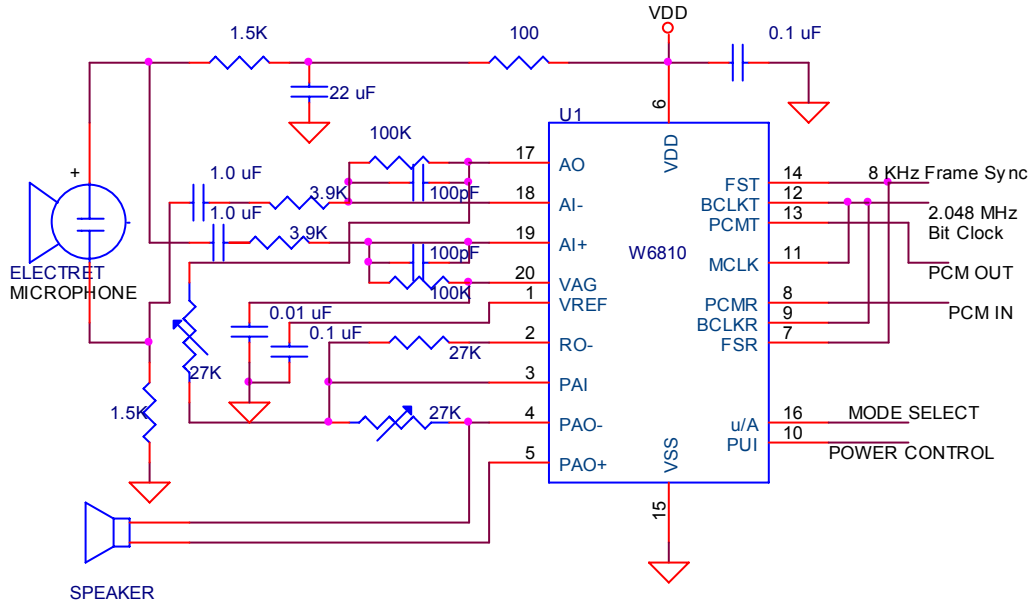 VDD
1.5K
100
0.1 uF
22 uF
U1
100K
6
VDD
17 AO
1.0 uF
100pF
14 FST 8 KHz Frame Sync
+
3.9K
18 AI-
12 BCLKT
1.0 uF
13 PCMT 2.048 MHz
Bit Clock
-
3.9K
19 AI+
W6810
100pF
11 MCLK PCM OUT
ELECTRET
MICROPHONE
20 VAG
100K
1 VREF
8 PCMR PCM IN
0.01 uF
0.1 uF
9 BCLKR
2 RO-
7 FSR
27K
27K
3 PAI
1.5K
27K
4 PAO-
16 u/A MODE SELECT
10 PUI POWER CONTROL
5 PAO+
VSS
15
SPEAKER